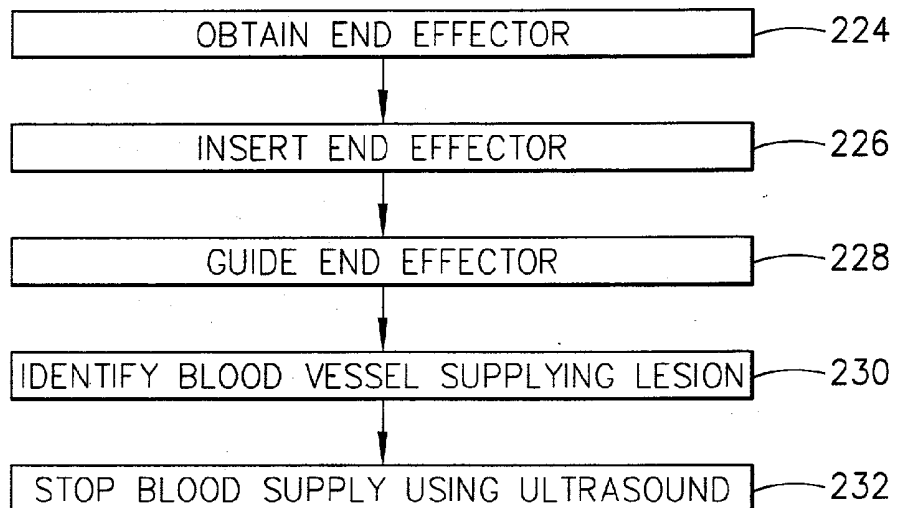 OBTAIN END EFFECTOR 224
INSERT END EFFECTOR 226
GUIDE END EFFECTOR 228
IDENTIFY BLOOD VESSEL SUPPLYING LESION 230
STOP BLOOD SUPPLY USING ULTRASOUND 232